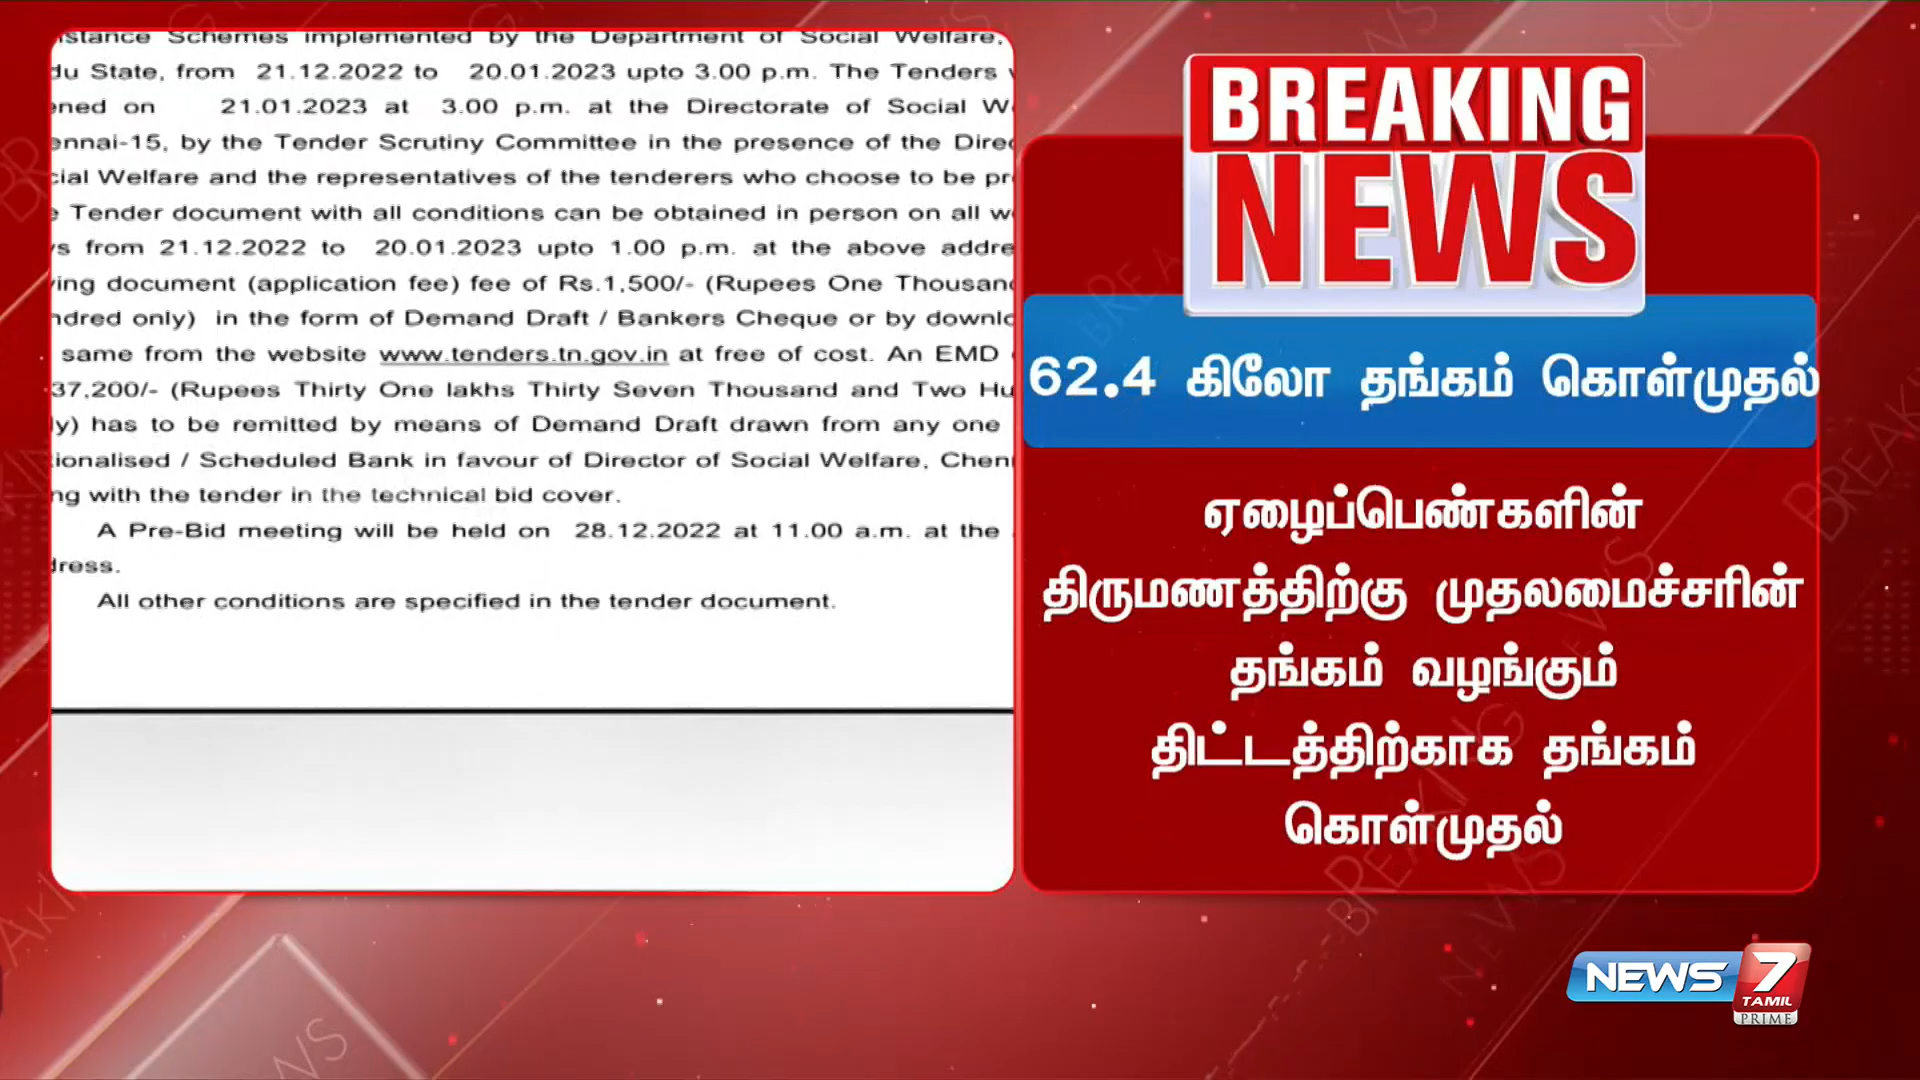 istance Schemes implemented by the Department of Social Welfare,
du State, from 21.12.2022 to 20.01.2023 upto 3.00 p.m. The Tenders
ened on 21.01.2023 at 3.00 p.m. at the Directorate of Social W
ennai-15, by the Tender Scrutiny Committee in the presence of the Dire
cial Welfare and the representatives of the tenderers who choose to be pr
Tender document with all conditions can be obtained in person on all w
s from 21.12.2022 to 20.01.2023 upto 1.00 p.m. at the above addre
ing document (application fee) fee of Rs.1,500/- (Rupees One Thousan
ndred only) in the form of Demand Draft / Bankers Cheque or by downlo
same from the website www.tenders.tn.gov.in at free of cost. An EMD
37,200/- (Rupees Thirty One lakhs Thirty Seven Thousand and Two Hu
ly) has to be remitted by means of Demand Draft drawn from any one
ionalised / Scheduled Bank in favour of Director of Social Welfare, Chen
ng with the tender in the technical bid cover.
A Pre-Bid meeting will be held on 28.12.2022 at 11.00 a.m. at the
dress.
All other conditions are specified in the tender document.
BREAKING
NEWS
62.4 கிலோ தங்கம் கொள்முதல்
ஏழைப்பெண்களின்
திருமணத்திற்கு முதலமைச்சரின்
தங்கம் வழங்கும்
திட்டத்திற்காக தங்கம்
கொள்முதல்
NEWS 7
TAMIL
PRIME